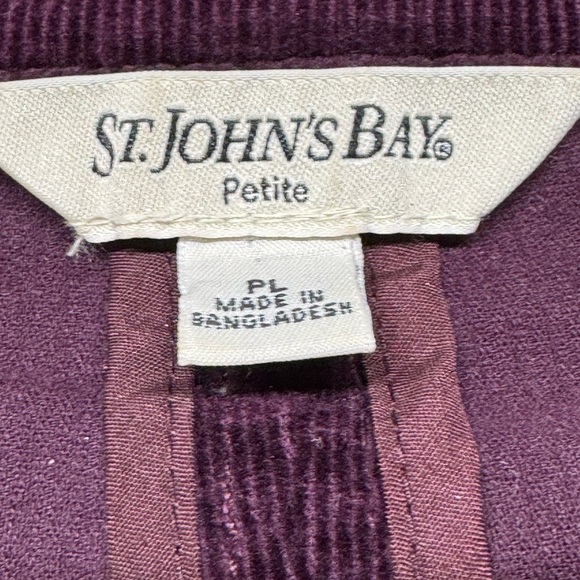 ST. JOHN'S BAY®
Petite
PL
MADE IN
BANGLADESH